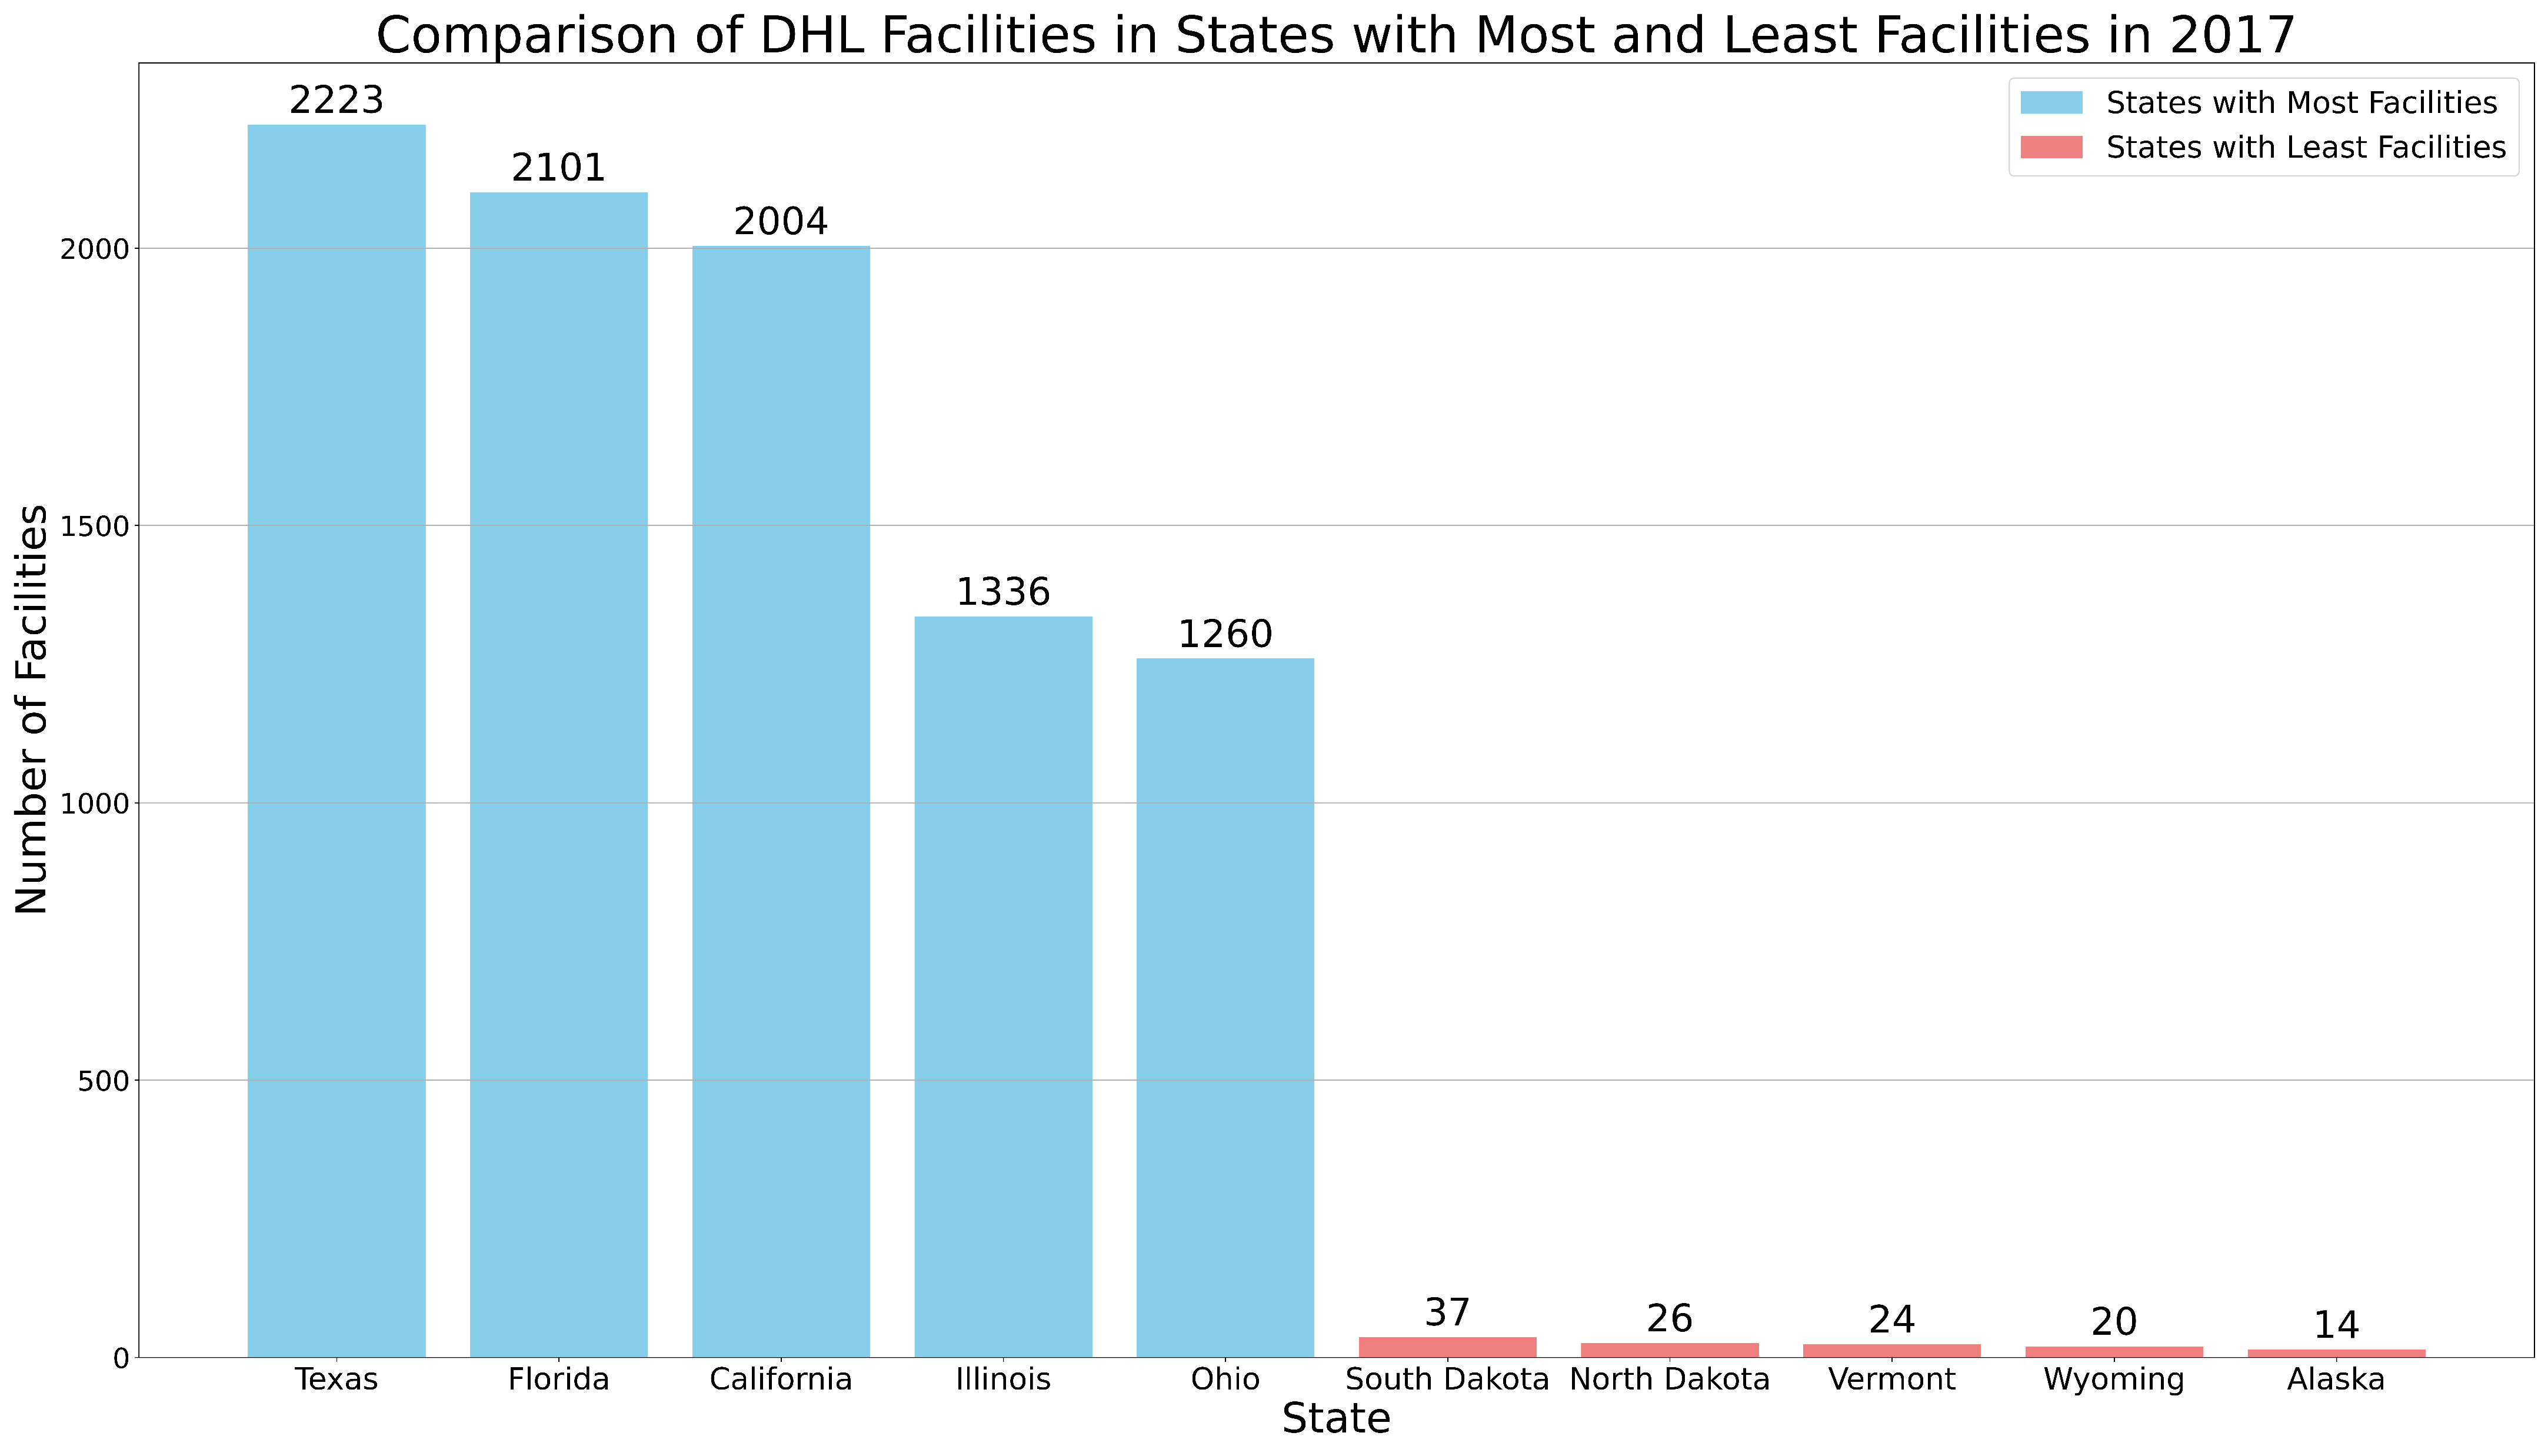 Comparison of DHL Facilities in States with Most and Least Facilities in 2017
States with Most Facilities
States with Least Facilities
Number of Facilities
2000
1500
1000
500
0
2223
2101
2004
1336
1260
37
26
24
20
14
Texas
Florida
California
Illinois
Ohio
South Dakota
North Dakota
Vermont
Wyoming
Alaska
State